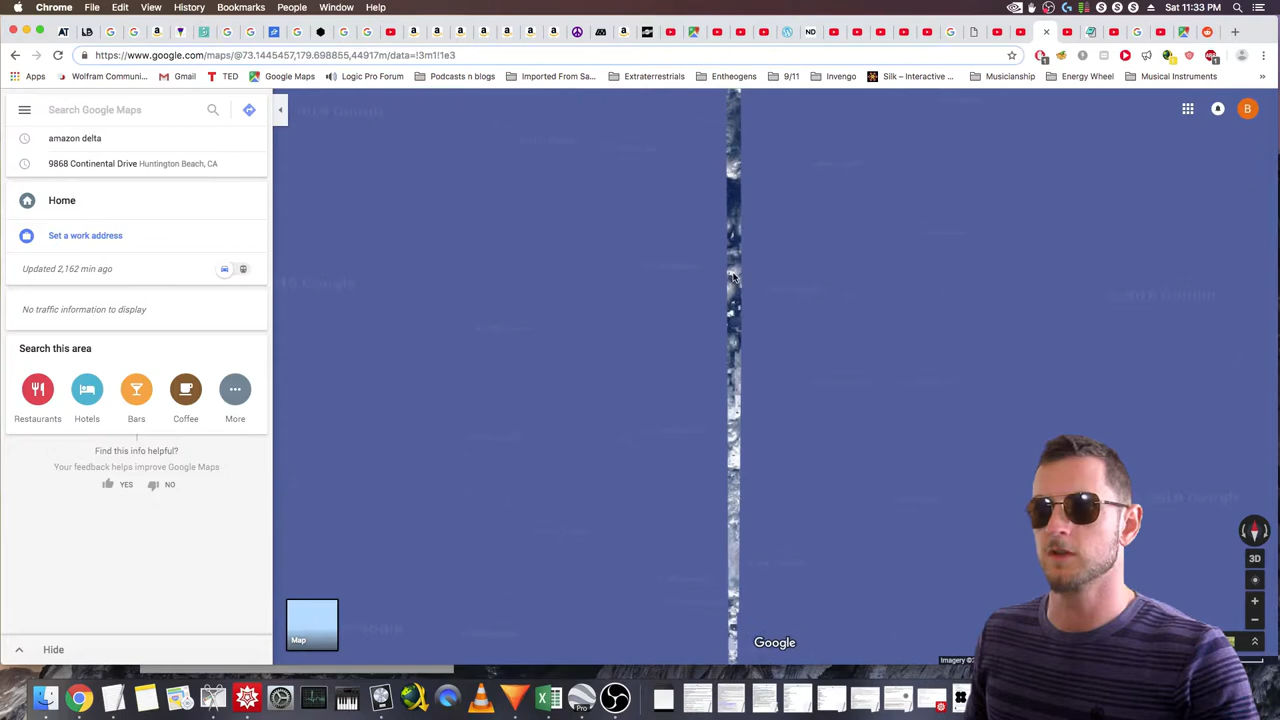 Chrome File Edit View History Bookmarks People Window Help
Sat 11:33 PM
https://www.google.com/maps/@73.1445457,179.698855,44917m/data=!3m1!1e3
Apps Wolfram Communi... Gmail TED Google Maps Logic Pro Forum Podcasts n blogs Imported From Sa... Extraterrestrials Entheogens 9/11 Invengo Silk – Interactive ... Musicianship Energy Wheel Musical Instruments
Search Google Maps
B
amazon delta
9868 Continental Drive Huntington Beach, CA
Home
Set a work address
Updated 2,162 min ago
No traffic information to display
Search this area
Restaurants Hotels Bars Coffee More
Find this info helpful?
Your feedback helps improve Google Maps
YES NO
3D
Map
Google
Hide
Imagery ©
Pro